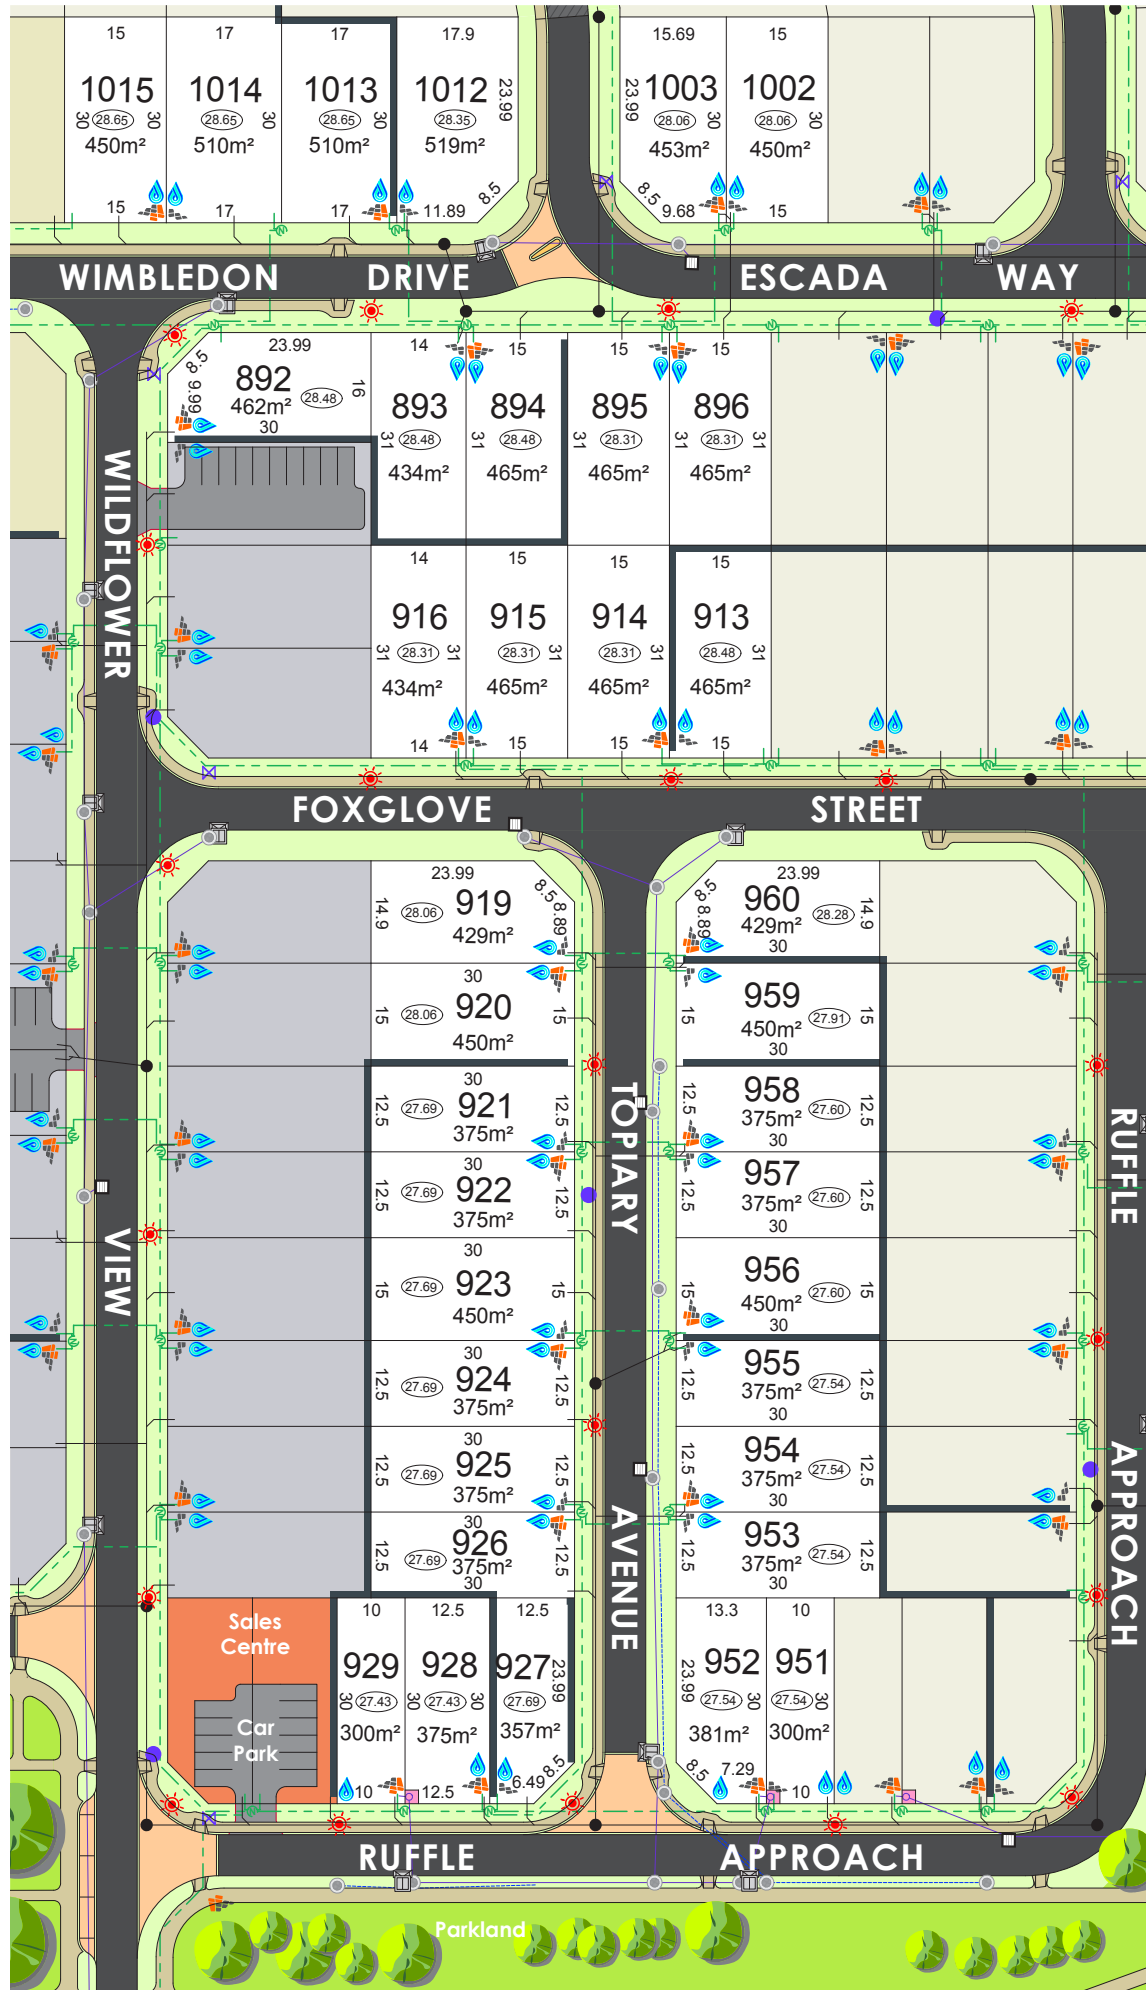 15 17 17 17.9 15.69 15
1015 1014 1013 1012 1003 1002
30 28.65 30 28.65 30 28.65 30 28.35 23.99 23.99 28.06 30 28.06 30
450m² 510m² 510m² 519m² 453m² 450m²
15 17 17 11.89 8.5 8.5 9.68 15
WIMBLEDON DRIVE ESCADA WAY
8.5 23.99 14 15 15 15
892 893 894 895 896
9.99 462m² 28.48 16
30
31 28.48 31 28.48 31 28.31 31 28.31 31
434m² 465m² 465m² 465m²
WILDFLOWER
14 15 15 15
916 915 914 913
31 28.31 31 28.31 31 28.31 31 28.48 31
434m² 465m² 465m² 465m²
14 15 15 15
FOXGLOVE STREET
23.99 8.5 8.5 23.99
14.9 28.06 919 8.89 8.89 960 28.28 14.9
429m² 429m²
30 30
15 28.06 920 15 15 959 27.91 15
450m² 450m²
30 30
12.5 27.69 921 12.5 12.5 958 27.60 12.5
375m² 375m²
30 30
12.5 27.69 922 12.5 12.5 957 27.60 12.5
375m² 375m²
30 30
15 27.69 923 15 15 956 27.60 15
450m² 450m²
30 30
12.5 27.69 924 12.5 12.5 955 27.54 12.5
375m² 375m²
30 30
12.5 27.69 925 12.5 12.5 954 27.54 12.5
375m² 375m²
30 30
12.5 27.69 926 12.5 12.5 953 27.54 12.5
375m² 375m²
30
TOPIARY
AVENUE
RUFFLE
APPROACH
VIEW
Sales
Centre
Car
Park
10 12.5 12.5 13.3 10
929 928 927 952 951
30 27.43 30 27.43 30 27.69 23.99 23.99 27.54 30 27.54 30
300m² 375m² 357m² 381m² 300m²
10 12.5 6.49 8.5 8.5 7.29 10
RUFFLE APPROACH
Parkland